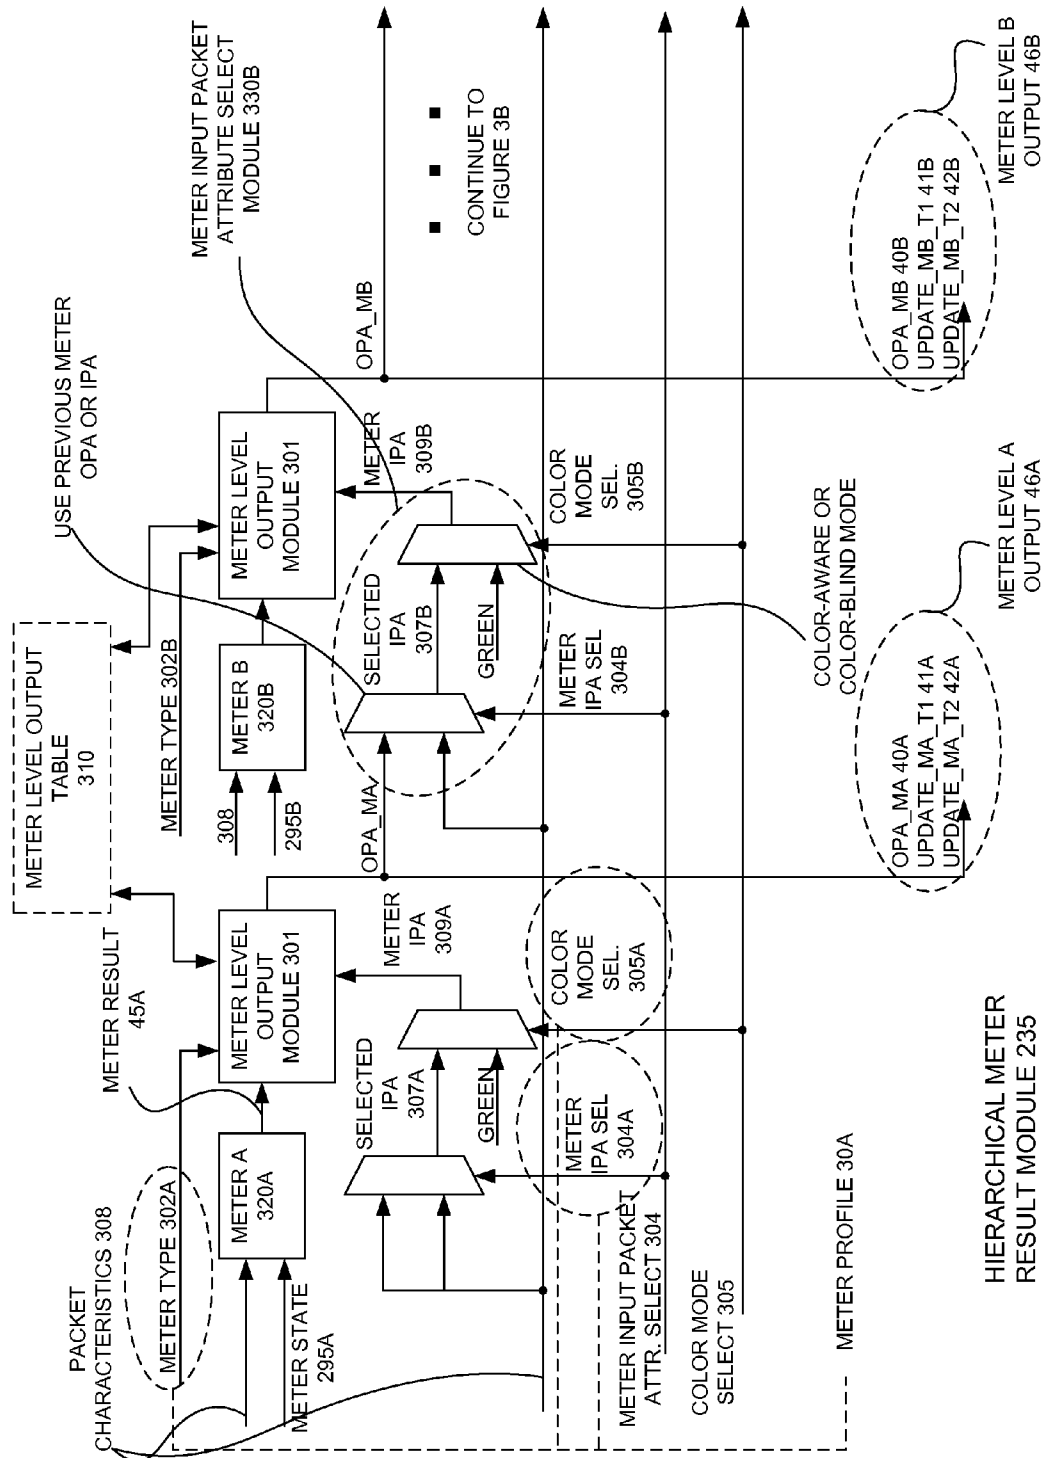 METER LEVEL OUTPUT
TABLE
310
USE PREVIOUS METER
OPA OR IPA
METER INPUT PACKET
ATTRIBUTE SELECT
MODULE 330B
PACKET
CHARACTERISTICS 308
METER RESULT
45A
METER TYPE 302A
METER TYPE 302B
METER A
320A
METER LEVEL
OUTPUT
MODULE 301
308
295B
METER B
320B
METER LEVEL
OUTPUT
MODULE 301
METER STATE
295A
OPA_MA
OPA_MB
SELECTED
IPA
307A
METER
IPA
309A
SELECTED
IPA
307B
METER
IPA
309B
GREEN
GREEN
CONTINUE TO
FIGURE 3B
METER
IPA SEL
304A
COLOR
MODE
SEL.
305A
METER
IPA SEL
304B
COLOR
MODE
SEL.
305B
METER INPUT PACKET
ATTR. SELECT 304
COLOR MODE
SELECT 305
COLOR-AWARE OR
COLOR-BLIND MODE
METER PROFILE 30A
OPA_MA 40A
UPDATE_MA_T1 41A
UPDATE_MA_T2 42A
OPA_MB 40B
UPDATE_MB_T1 41B
UPDATE_MB_T2 42B
METER LEVEL A
OUTPUT 46A
METER LEVEL B
OUTPUT 46B
HIERARCHICAL METER
RESULT MODULE 235